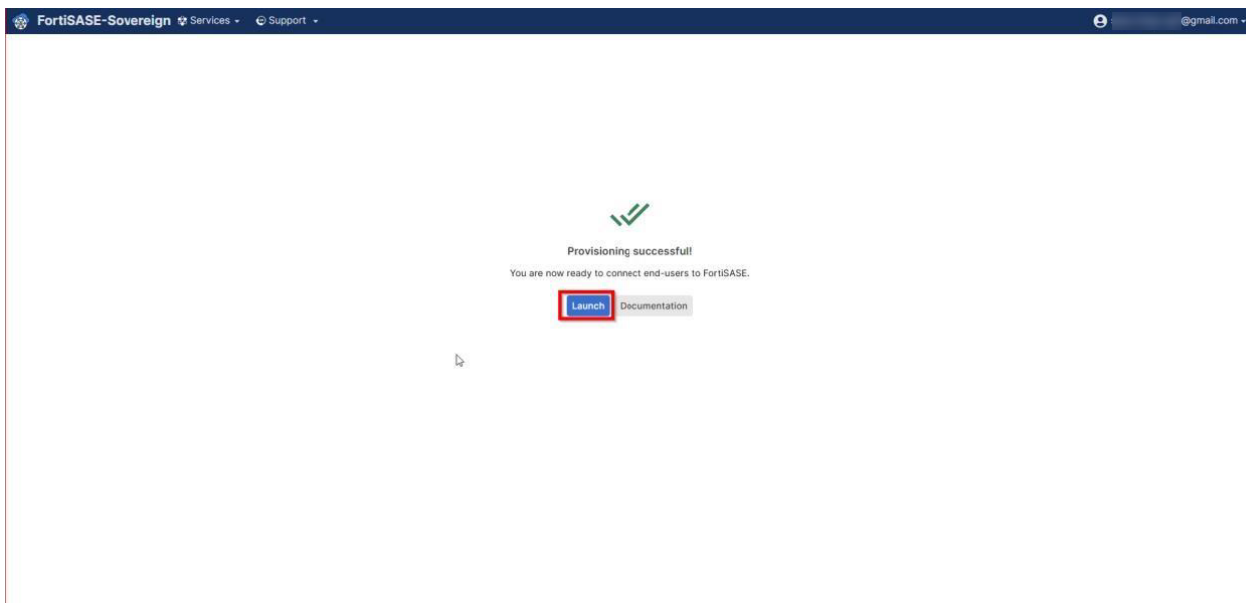 FortiSASE-Sovereign Services Support @gmail.com
Provisioning successful!
You are now ready to connect end-users to FortiSASE.
Launch Documentation